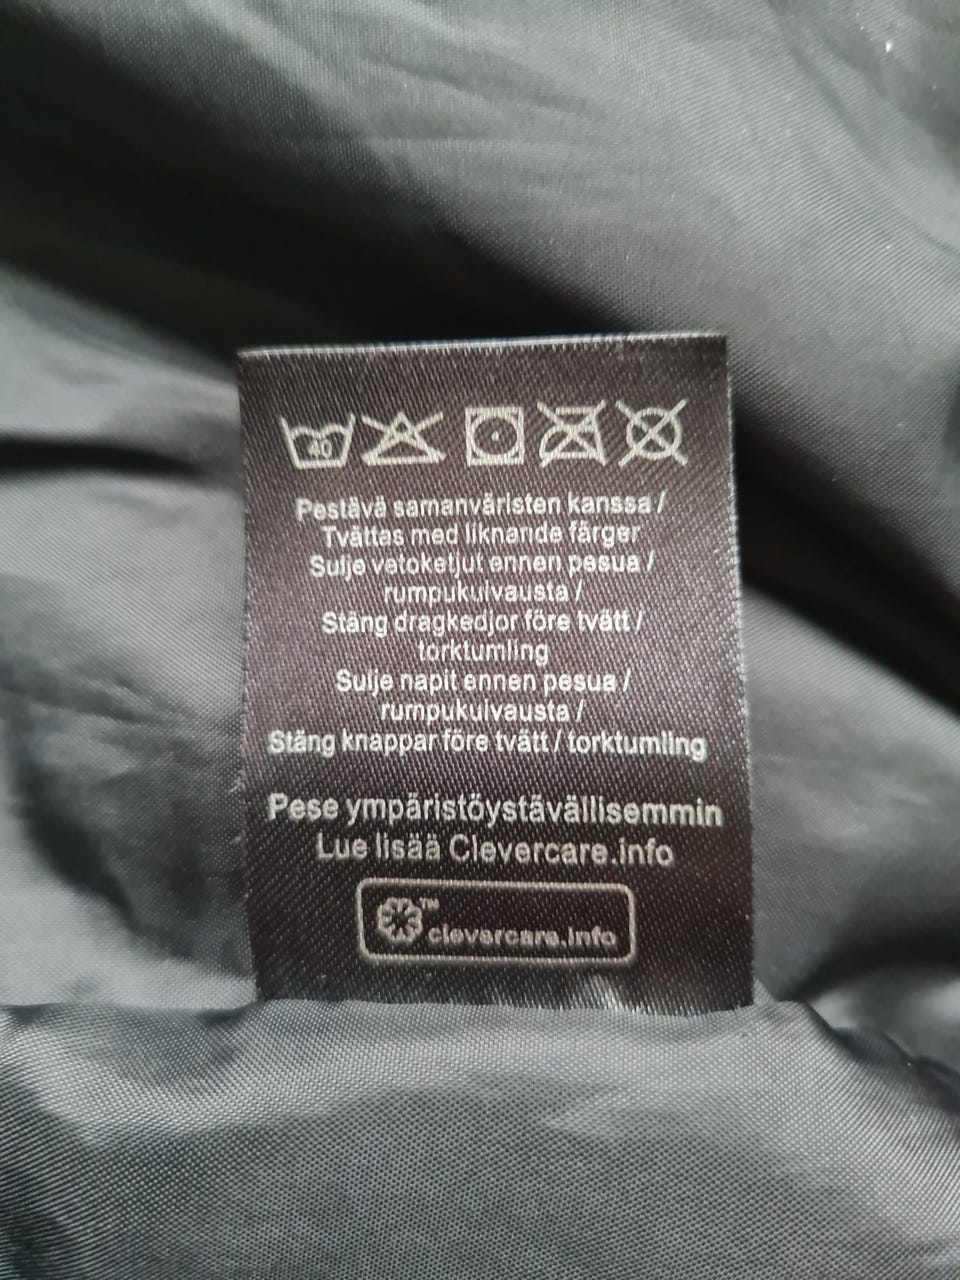 40
Pestävä samanväristen kanssa /
Tvättas med liknande färger
Sulje vetoketjut ennen pesua /
rumpukuivausta /
Stäng dragkedjor före tvätt /
torktumling
Sulje napit ennen pesua /
rumpukuivausta /
Stäng knappar före tvätt / torktumling
Pese ympäristöystävällisemmin
Lue lisää Clevercare.info
™
clevercare.info